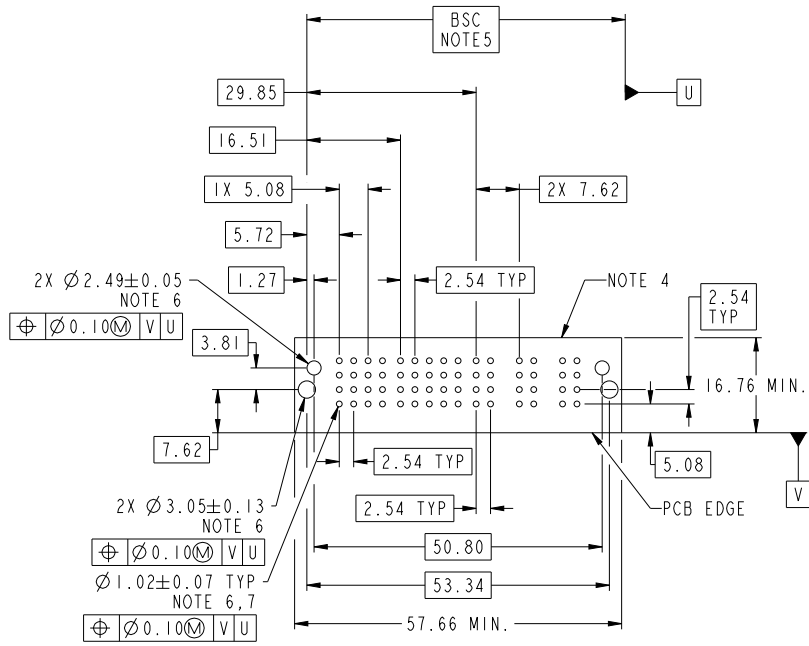 BSC
NOTE5
29.85
U
16.51
1X 5.08
2X 7.62
5.72
2X Ø2.49±0.05
NOTE 6
1.27
2.54 TYP
NOTE 4
2.54
TYP
⌖ Ø0.10Ⓜ V U
3.81
16.76 MIN.
7.62
2.54 TYP
5.08
V
2X Ø3.05±0.13
NOTE 6
2.54 TYP
PCB EDGE
⌖ Ø0.10Ⓜ V U
50.80
Ø1.02±0.07 TYP
NOTE 6,7
53.34
⌖ Ø0.10Ⓜ V U
57.66 MIN.